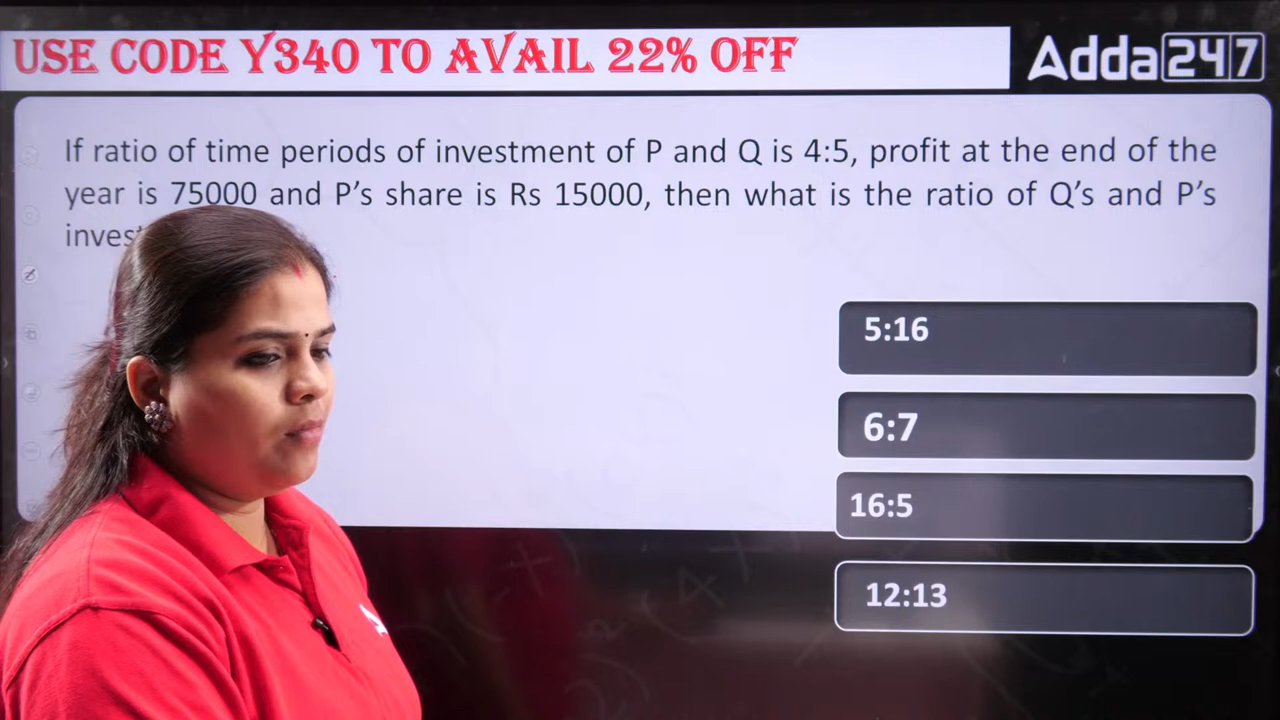 USE CODE Y340 TO AVAIL 22% OFF
Adda247
If ratio of time periods of investment of P and Q is 4:5, profit at the end of the
year is 75000 and P’s share is Rs 15000, then what is the ratio of Q’s and P’s
5:16
6:7
16:5
12:13